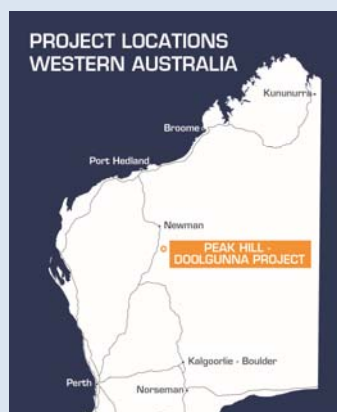 PROJECT LOCATIONS
WESTERN AUSTRALIA
Kununurra
Broome
Port Hedland
Newman
PEAK HILL -
DOOLGUNNA PROJECT
Kalgoorlie - Boulder
Perth
Norseman